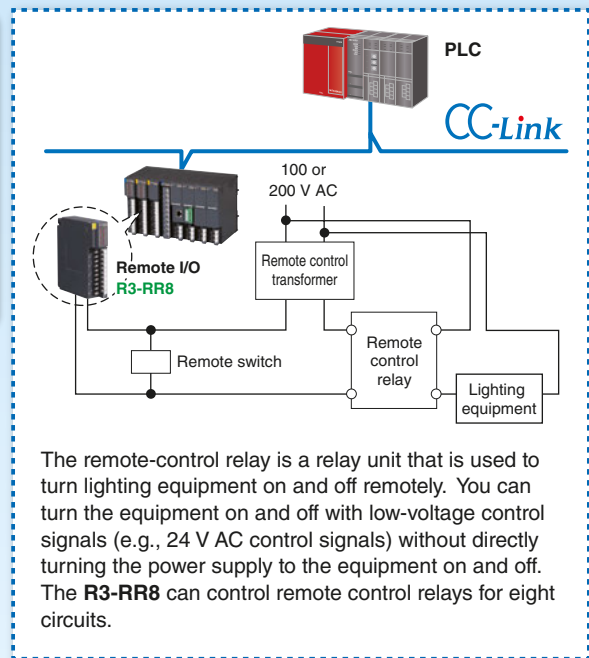 PLC
CC-Link
100 or
200 V AC
Remote I/O
R3-RR8
Remote control
transformer
Remote switch
Remote
control
relay
Lighting
equipment
The remote-control relay is a relay unit that is used to
turn lighting equipment on and off remotely. You can
turn the equipment on and off with low-voltage control
signals (e.g., 24 V AC control signals) without directly
turning the power supply to the equipment on and off.
The R3-RR8 can control remote control relays for eight
circuits.